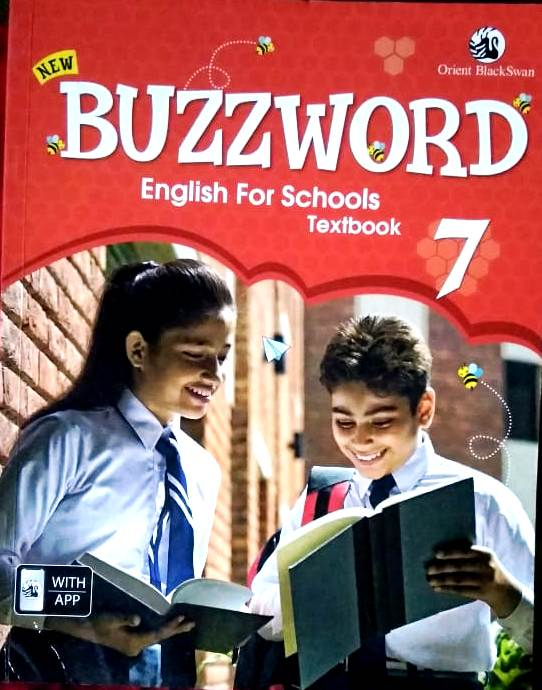 NEW
Orient BlackSwan
BUZZWORD
English For Schools
Textbook
7
WITH
APP